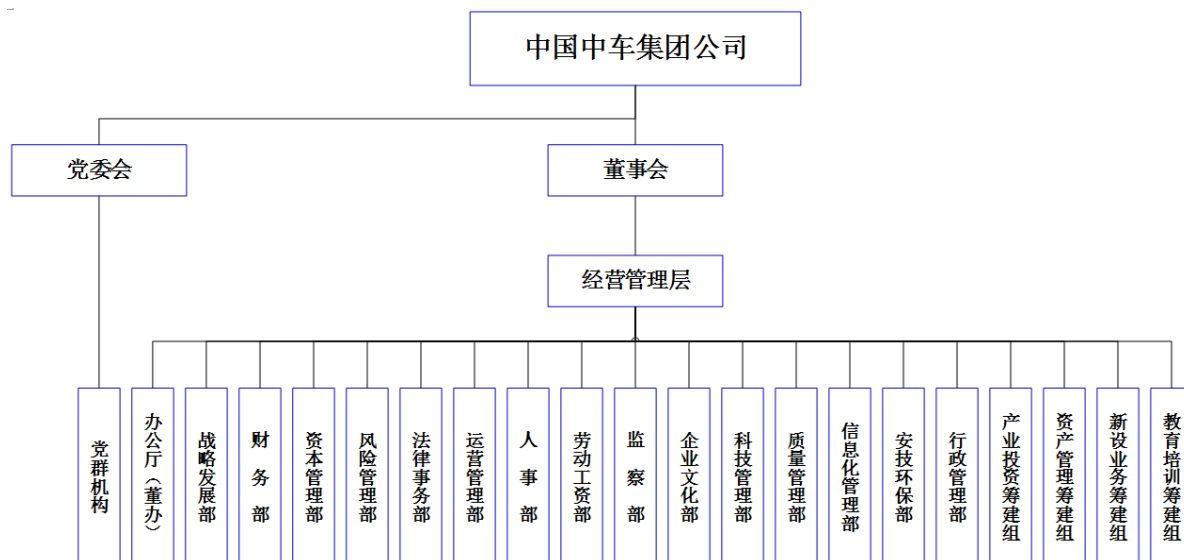 中国中车集团公司
党委会
董事会
经营管理层
党群机构
办公厅（董办）
战略发展部
财务部
资本管理部
风险管理部
法律事务部
运营管理部
人事部
劳动工资部
监察部
企业文化部
科技管理部
质量管理部
信息化管理部
安技环保部
行政管理部
产业投资筹建组
资产管理筹建组
新设业务筹建组
教育培训筹建组